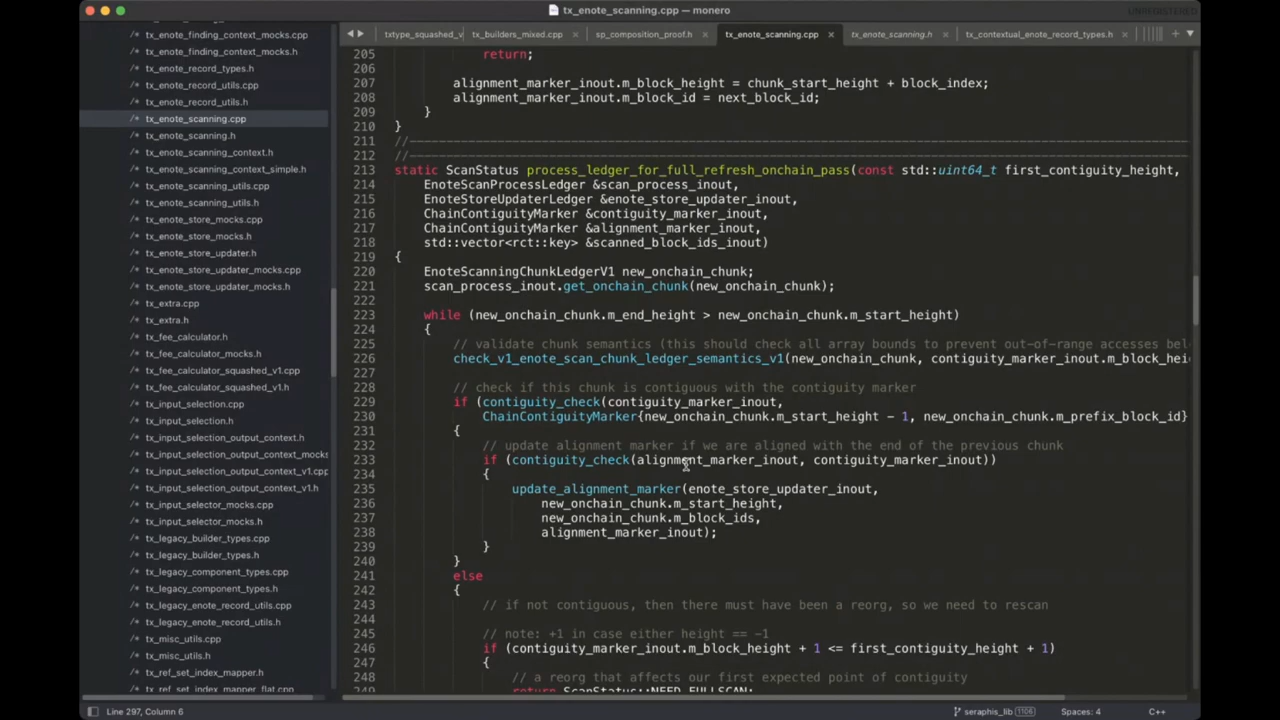 tx_enote_scanning.cpp — monero
UNREGISTERED
tx_enote_finding_context_mocks.cpp
tx_enote_finding_context_mocks.h
tx_enote_record_types.h
tx_enote_record_utils.cpp
tx_enote_record_utils.h
tx_enote_scanning.cpp
tx_enote_scanning.h
tx_enote_scanning_context.h
tx_enote_scanning_context_simple.h
tx_enote_scanning_utils.cpp
tx_enote_scanning_utils.h
tx_enote_store_mocks.cpp
tx_enote_store_mocks.h
tx_enote_store_updater.h
tx_enote_store_updater_mocks.cpp
tx_enote_store_updater_mocks.h
tx_extra.cpp
tx_extra.h
tx_fee_calculator.h
tx_fee_calculator_mocks.h
tx_fee_calculator_squashed_v1.cpp
tx_fee_calculator_squashed_v1.h
tx_input_selection.cpp
tx_input_selection.h
tx_input_selection_output_context.h
tx_input_selection_output_context_mocks
tx_input_selection_output_context_v1.cpp
tx_input_selection_output_context_v1.h
tx_input_selector_mocks.cpp
tx_input_selector_mocks.h
tx_legacy_builder_types.cpp
tx_legacy_builder_types.h
tx_legacy_component_types.cpp
tx_legacy_component_types.h
tx_legacy_enote_record_utils.cpp
tx_legacy_enote_record_utils.h
tx_misc_utils.cpp
tx_misc_utils.h
tx_ref_set_index_mapper.h
tx_ref_set_index_mapper_flat.cpp
txtype_squashed_v tx_builders_mixed.cpp × sp_composition_proof.h × tx_enote_scanning.cpp × tx_enote_scanning.h × tx_contextual_enote_record_types.h ×
205 return;
206
207 alignment_marker_inout.m_block_height = chunk_start_height + block_index;
208 alignment_marker_inout.m_block_id = next_block_id;
209 }
210 }
211 //-------------------------------------------------------------------------------------------------------------------
212 //-------------------------------------------------------------------------------------------------------------------
213 static ScanStatus process_ledger_for_full_refresh_onchain_pass(const std::uint64_t first_contiguity_height,
214 EnoteScanProcessLedger &scan_process_inout,
215 EnoteStoreUpdaterLedger &enote_store_updater_inout,
216 ChainContiguityMarker &contiguity_marker_inout,
217 ChainContiguityMarker &alignment_marker_inout,
218 std::vector<rct::key> &scanned_block_ids_inout)
219 {
220 EnoteScanningChunkLedgerV1 new_onchain_chunk;
221 scan_process_inout.get_onchain_chunk(new_onchain_chunk);
222
223 while (new_onchain_chunk.m_end_height > new_onchain_chunk.m_start_height)
224 {
225 // validate chunk semantics (this should check all array bounds to prevent out-of-range accesses bel
226 check_v1_enote_scan_chunk_ledger_semantics_v1(new_onchain_chunk, contiguity_marker_inout.m_block_hei
227
228 // check if this chunk is contiguous with the contiguity marker
229 if (contiguity_check(contiguity_marker_inout,
230 ChainContiguityMarker{new_onchain_chunk.m_start_height - 1, new_onchain_chunk.m_prefix_block_id}
231 {
232 // update alignment marker if we are aligned with the end of the previous chunk
233 if (contiguity_check(alignment_marker_inout, contiguity_marker_inout))
234 {
235 update_alignment_marker(enote_store_updater_inout,
236 new_onchain_chunk.m_start_height,
237 new_onchain_chunk.m_block_ids,
238 alignment_marker_inout);
239 }
240 }
241 else
242 {
243 // if not contiguous, then there must have been a reorg, so we need to rescan
244
245 // note: +1 in case either height == -1
246 if (contiguity_marker_inout.m_block_height + 1 <= first_contiguity_height + 1)
247 {
248 // a reorg that affects our first expected point of contiguity
249 return ScanStatus::NEED_FULLSCAN;
Line 297, Column 6
seraphis_lib 1106 Spaces: 4 C++